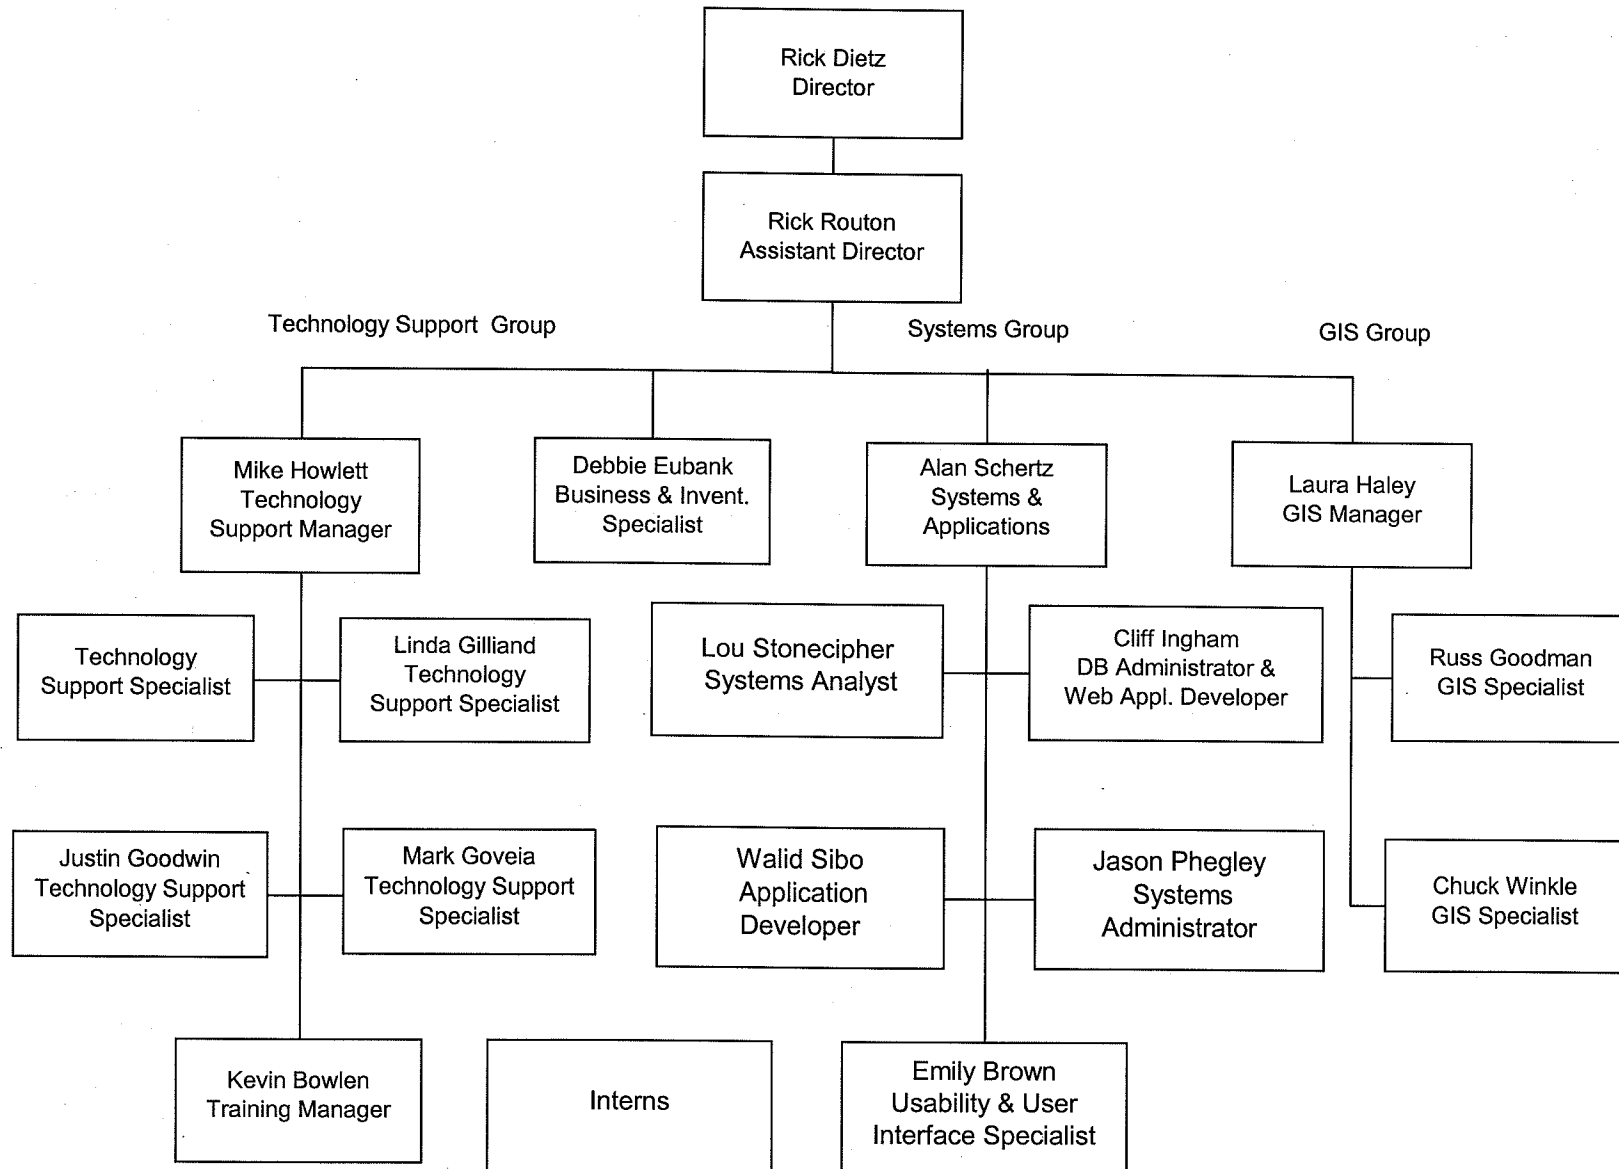 Rick Dietz
Director
Rick Routon
Assistant Director
Technology Support Group
Systems Group
GIS Group
Mike Howlett
Technology
Support Manager
Debbie Eubank
Business & Invent.
Specialist
Alan Schertz
Systems &
Applications
Laura Haley
GIS Manager
Technology
Support Specialist
Linda Gilliand
Technology
Support Specialist
Lou Stonecipher
Systems Analyst
Cliff Ingham
DB Administrator &
Web Appl. Developer
Russ Goodman
GIS Specialist
Justin Goodwin
Technology Support
Specialist
Mark Goveia
Technology Support
Specialist
Walid Sibo
Application
Developer
Jason Phegley
Systems
Administrator
Chuck Winkle
GIS Specialist
Kevin Bowlen
Training Manager
Interns
Emily Brown
Usability & User
Interface Specialist